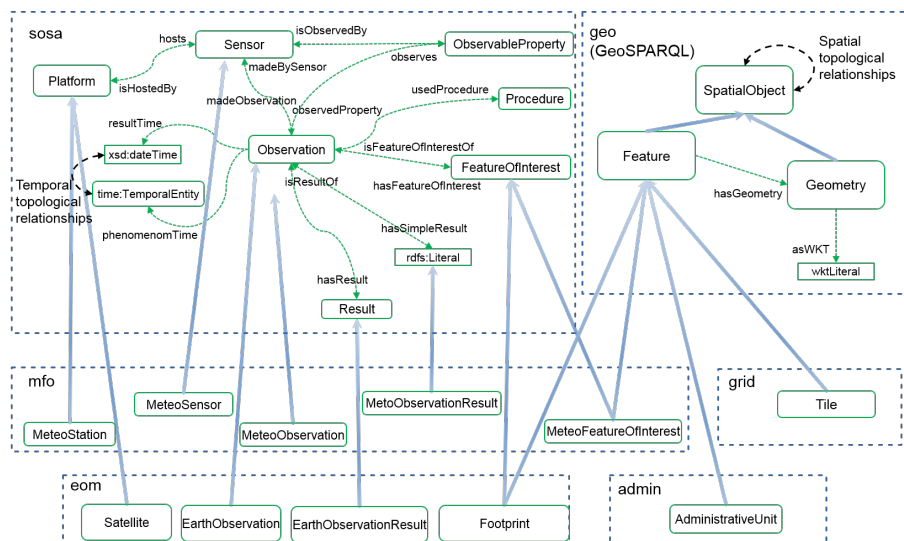 sosa
hosts
Sensor
isObservedBy
ObservableProperty
observes
Platform
isHostedBy
madeBySensor
madeObservation
observedProperty
usedProcedure
Procedure
resultTime
xsd:dateTime
Observation
isFeatureOfInterestOf
FeatureOfInterest
hasFeatureOfInterest
isResultOf
Temporal
topological
relationships
time:TemporalEntity
phenomenomTime
hasSimpleResult
rdfs:Literal
hasResult
Result
geo
(GeoSPARQL)
Spatial
topological
relationships
SpatialObject
Feature
hasGeometry
Geometry
asWKT
wktLiteral
mfo
MeteoStation
MeteoSensor
MeteoObservation
MetoObservationResult
MeteoFeatureOfInterest
grid
Tile
eom
Satellite
EarthObservation
EarthObservationResult
Footprint
admin
AdministrativeUnit